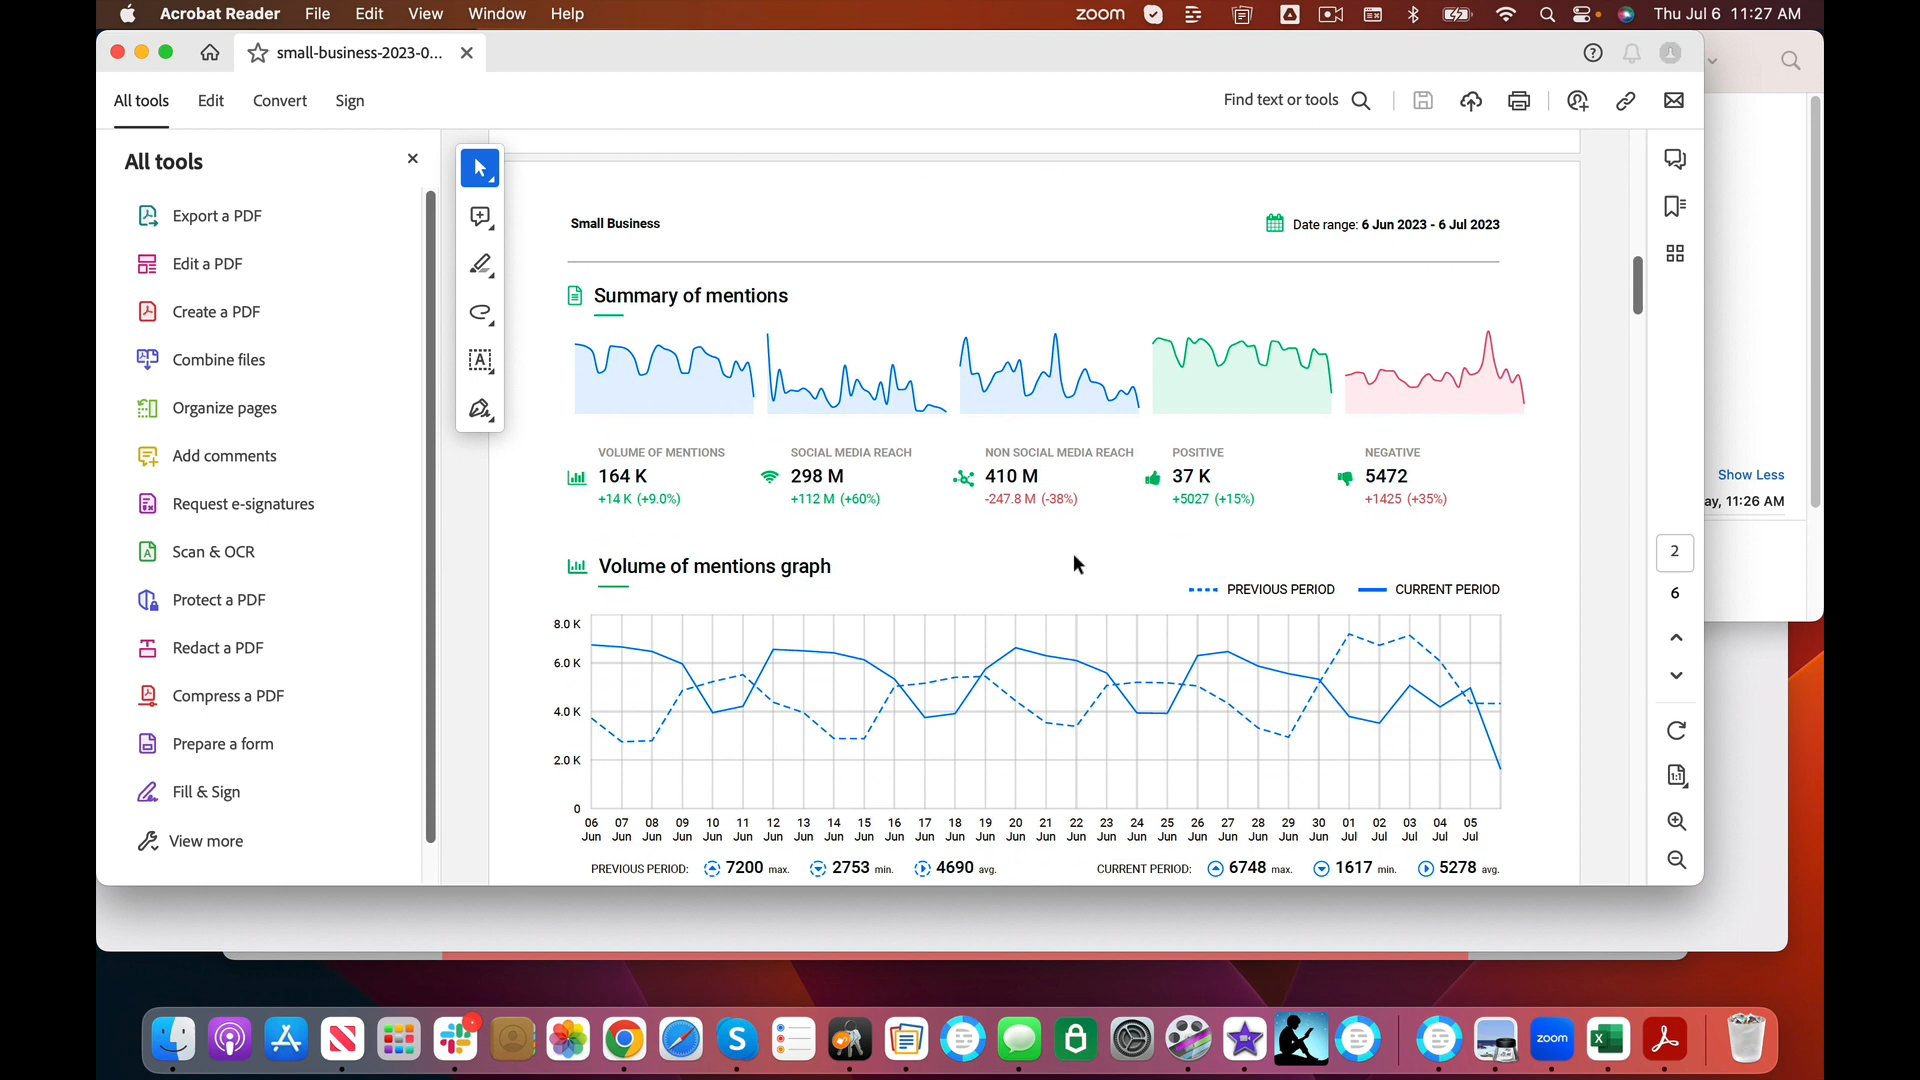 Acrobat Reader File Edit View Window Help zoom Thu Jul 6 11:27 AM
small-business-2023-0...
All tools Edit Convert Sign Find text or tools
All tools
Export a PDF
Edit a PDF
Create a PDF
Combine files
Organize pages
Add comments
Request e-signatures
Scan & OCR
Protect a PDF
Redact a PDF
Compress a PDF
Prepare a form
Fill & Sign
View more
Small Business Date range: 6 Jun 2023 - 6 Jul 2023
Summary of mentions
VOLUME OF MENTIONS SOCIAL MEDIA REACH NON SOCIAL MEDIA REACH POSITIVE NEGATIVE
164 K 298 M 410 M 37 K 5472
+14 K (+9.0%) +112 M (+60%) -247.8 M (-38%) +5027 (+15%) +1425 (+35%)
Volume of mentions graph
PREVIOUS PERIOD CURRENT PERIOD
8.0 K
6.0 K
4.0 K
2.0 K
0
06 07 08 09 10 11 12 13 14 15 16 17 18 19 20 21 22 23 24 25 26 27 28 29 30 01 02 03 04 05
Jun Jun Jun Jun Jun Jun Jun Jun Jun Jun Jun Jun Jun Jun Jun Jun Jun Jun Jun Jun Jun Jun Jun Jun Jun Jul Jul Jul Jul Jul
PREVIOUS PERIOD: 7200 max. 2753 min. 4690 avg. CURRENT PERIOD: 6748 max. 1617 min. 5278 avg.
2
6
1:1
Show Less
ay, 11:26 AM
zoom